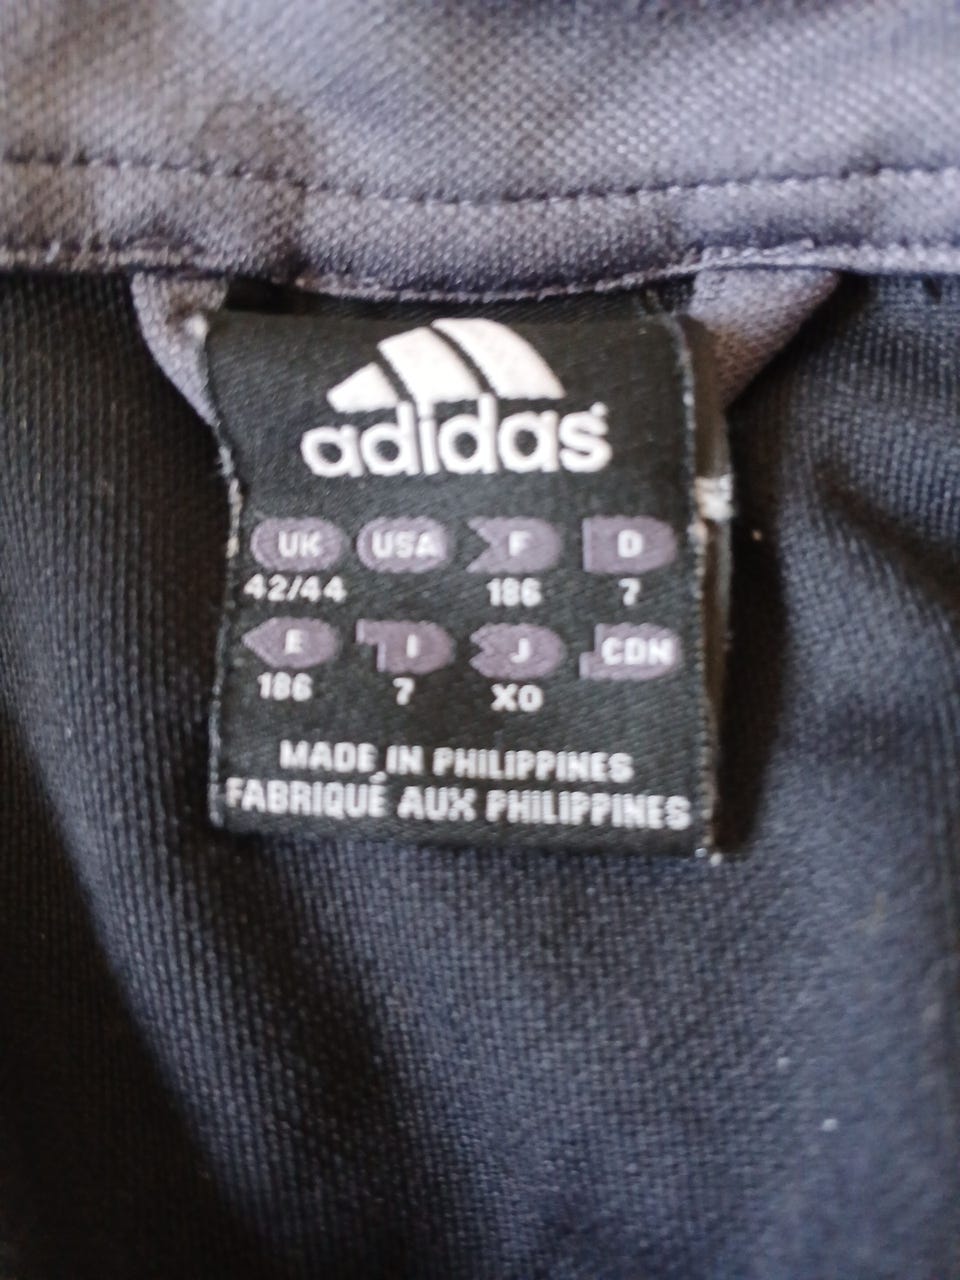 adidas
UK USA F D
42/44 186 7
E I J CDN
186 7 XO
MADE IN PHILIPPINES
FABRIQUÉ AUX PHILIPPINES